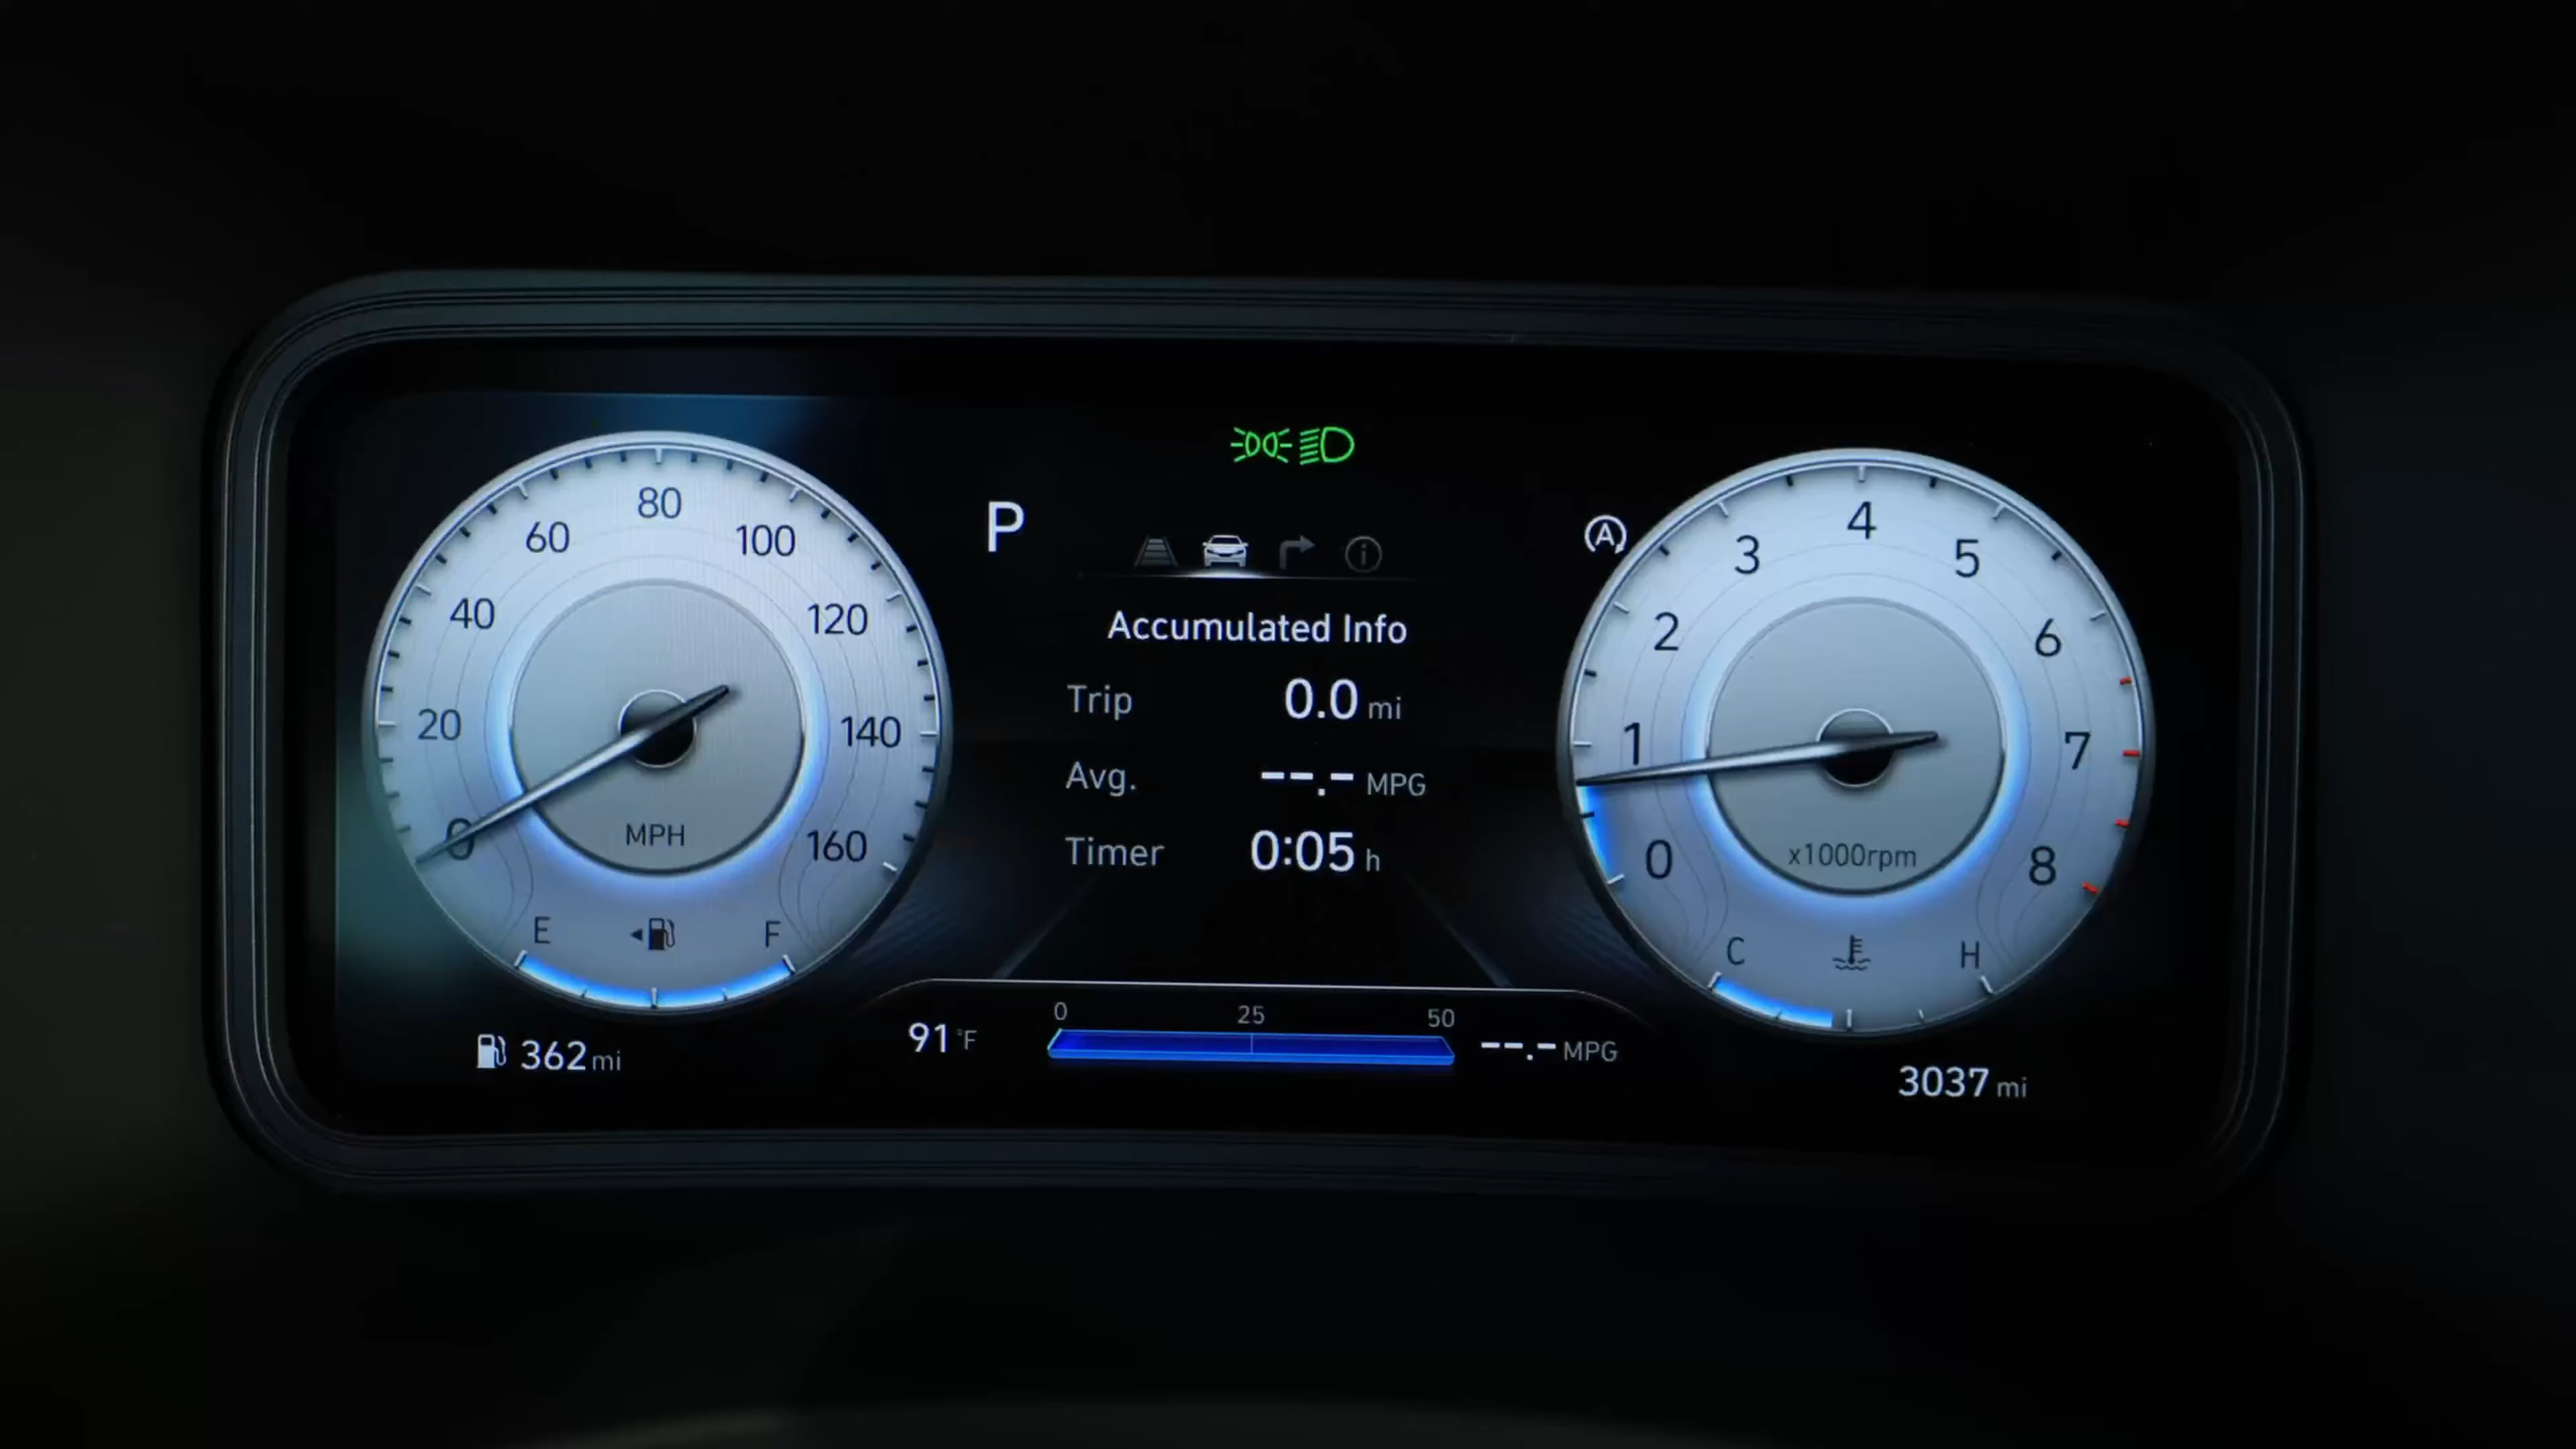 P
A
i
Accumulated Info
Trip 0.0 mi
Avg. --.- MPG
Timer 0:05 h
0
20
40
60
80
100
120
140
160
MPH
E F
362 mi
0
1
2
3
4
5
6
7
8
x1000rpm
C H
0 25 50
91 °F --.- MPG
3037 mi